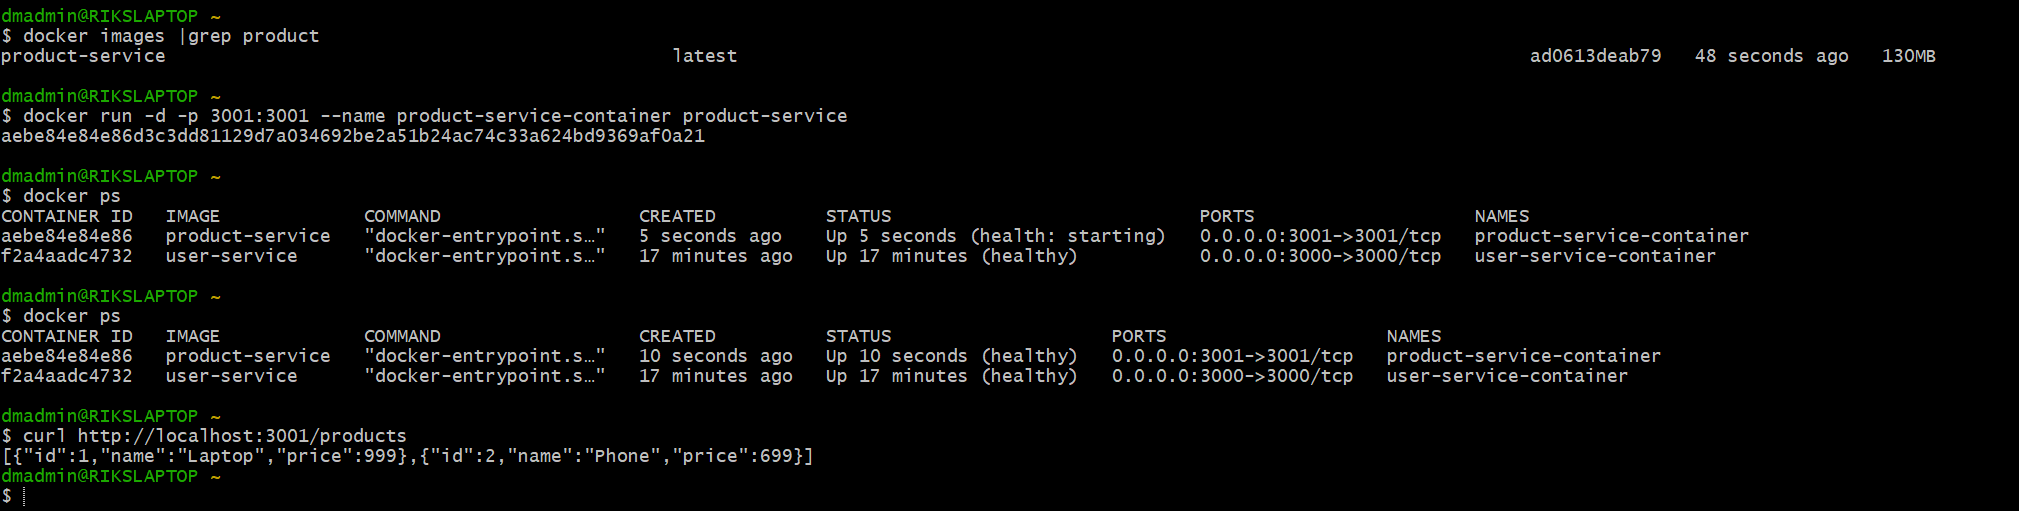 dmadmin@RIKSLAPTOP ~
$ docker images |grep product
product-service latest ad0613deab79 48 seconds ago 130MB
dmadmin@RIKSLAPTOP ~
$ docker run -d -p 3001:3001 --name product-service-container product-service
aebe84e84e86d3c3dd81129d7a034692be2a51b24ac74c33a624bd9369af0a21
dmadmin@RIKSLAPTOP ~
$ docker ps
CONTAINER ID IMAGE COMMAND CREATED STATUS PORTS NAMES
aebe84e84e86 product-service "docker-entrypoint.s…" 5 seconds ago Up 5 seconds (health: starting) 0.0.0.0:3001->3001/tcp product-service-container
f2a4aadc4732 user-service "docker-entrypoint.s…" 17 minutes ago Up 17 minutes (healthy) 0.0.0.0:3000->3000/tcp user-service-container
dmadmin@RIKSLAPTOP ~
$ docker ps
CONTAINER ID IMAGE COMMAND CREATED STATUS PORTS NAMES
aebe84e84e86 product-service "docker-entrypoint.s…" 10 seconds ago Up 10 seconds (healthy) 0.0.0.0:3001->3001/tcp product-service-container
f2a4aadc4732 user-service "docker-entrypoint.s…" 17 minutes ago Up 17 minutes (healthy) 0.0.0.0:3000->3000/tcp user-service-container
dmadmin@RIKSLAPTOP ~
$ curl http://localhost:3001/products
[{"id":1,"name":"Laptop","price":999},{"id":2,"name":"Phone","price":699}]
dmadmin@RIKSLAPTOP ~
$